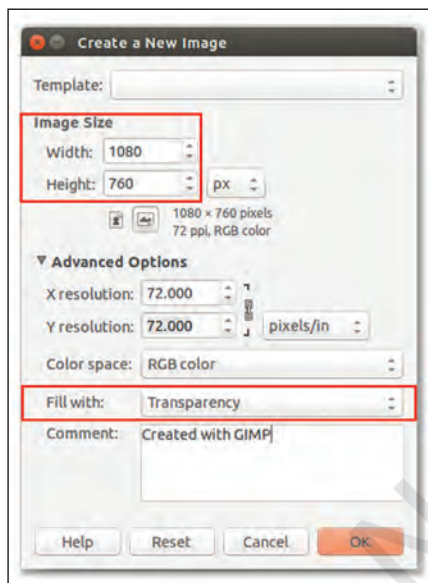 Create a New Image
Template:
Image Size
Width: 1080
Height: 760 px
1080 × 760 pixels
72 ppi, RGB color
Advanced Options
X resolution: 72.000
Y resolution: 72.000 pixels/in
Color space: RGB color
Fill with: Transparency
Comment: Created with GIMP
Help Reset Cancel OK